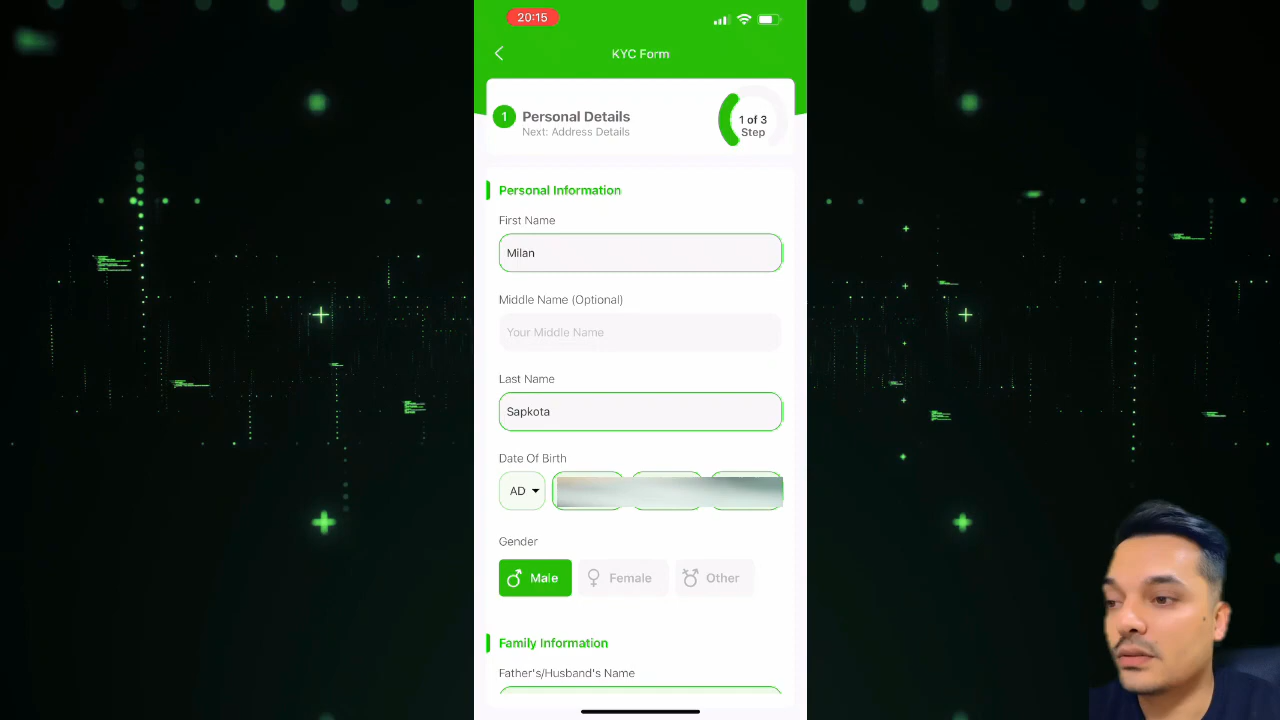 20:15
KYC Form
1 Personal Details
Next: Address Details
1 of 3
Step
Personal Information
First Name
Milan
Middle Name (Optional)
Your Middle Name
Last Name
Sapkota
Date Of Birth
AD
Gender
Male Female Other
Family Information
Father's/Husband's Name